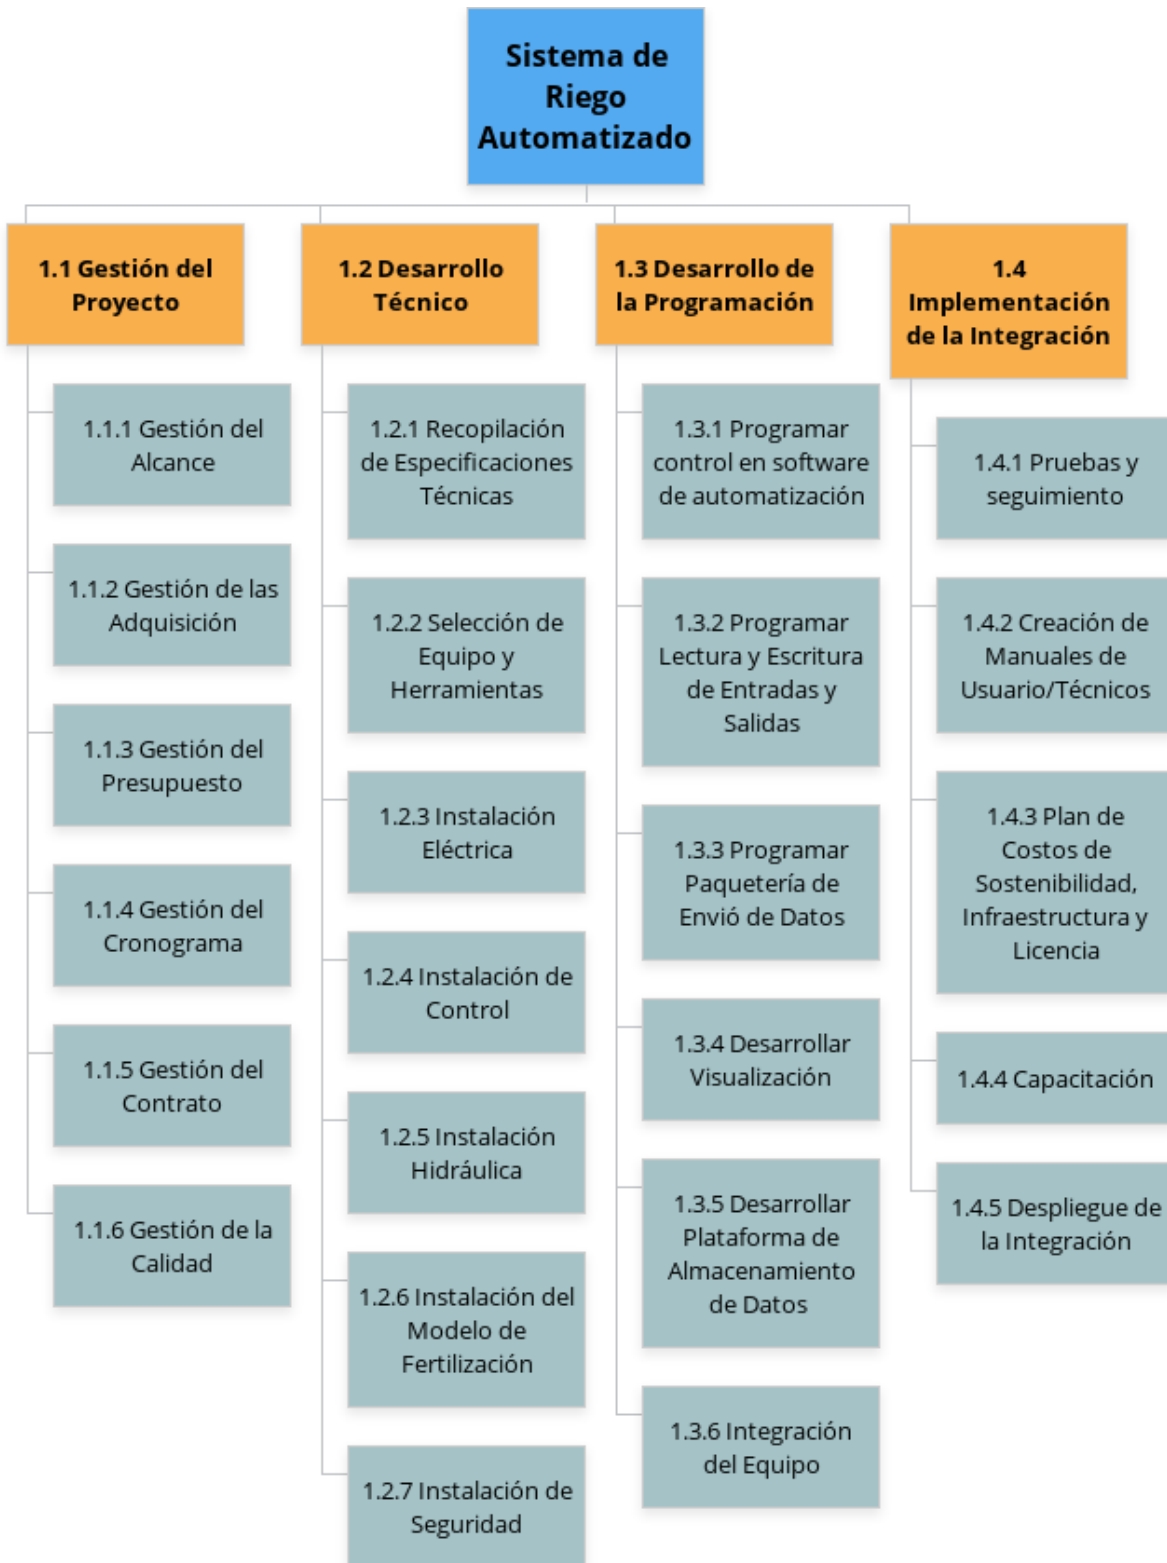 Sistema de
Riego
Automatizado
1.1 Gestión del
Proyecto
1.1.1 Gestión del
Alcance
1.1.2 Gestión de las
Adquisición
1.1.3 Gestión del
Presupuesto
1.1.4 Gestión del
Cronograma
1.1.5 Gestión del
Contrato
1.1.6 Gestión de la
Calidad
1.2 Desarrollo
Técnico
1.2.1 Recopilación
de Especificaciones
Técnicas
1.2.2 Selección de
Equipo y
Herramientas
1.2.3 Instalación
Eléctrica
1.2.4 Instalación de
Control
1.2.5 Instalación
Hidráulica
1.2.6 Instalación del
Modelo de
Fertilización
1.2.7 Instalación de
Seguridad
1.3 Desarrollo de
la Programación
1.3.1 Programar
control en software
de automatización
1.3.2 Programar
Lectura y Escritura
de Entradas y
Salidas
1.3.3 Programar
Paquetería de
Envió de Datos
1.3.4 Desarrollar
Visualización
1.3.5 Desarrollar
Plataforma de
Almacenamiento
de Datos
1.3.6 Integración
del Equipo
1.4
Implementación
de la Integración
1.4.1 Pruebas y
seguimiento
1.4.2 Creación de
Manuales de
Usuario/Técnicos
1.4.3 Plan de
Costos de
Sostenibilidad,
Infraestructura y
Licencia
1.4.4 Capacitación
1.4.5 Despliegue de
la Integración